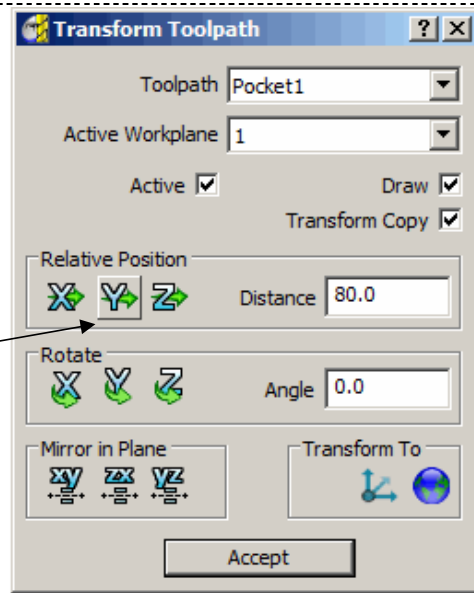 Transform Toolpath ? X
Toolpath Pocket1
Active Workplane 1
Active Draw
Transform Copy
Relative Position
X Y Z Distance 80.0
Rotate
X Y Z Angle 0.0
Mirror in Plane Transform To
xy zx yz
Accept